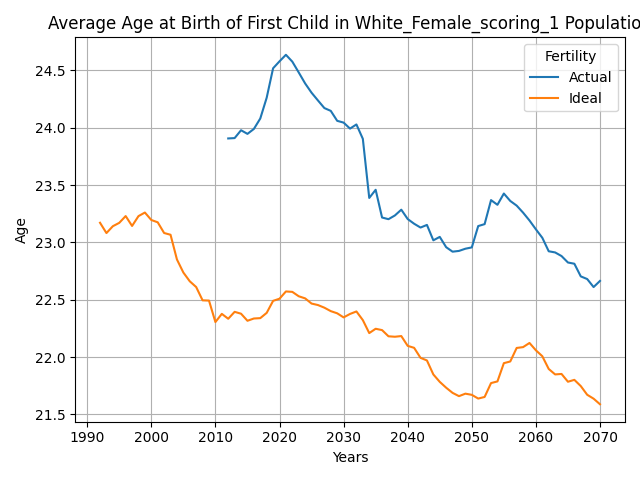 Average Age at Birth of First Child in White_Female_scoring_1 Populatio
Fertility
Actual
Ideal
24.5
24.0
23.5
23.0
22.5
22.0
21.5
Age
1990 2000 2010 2020 2030 2040 2050 2060 2070
Years